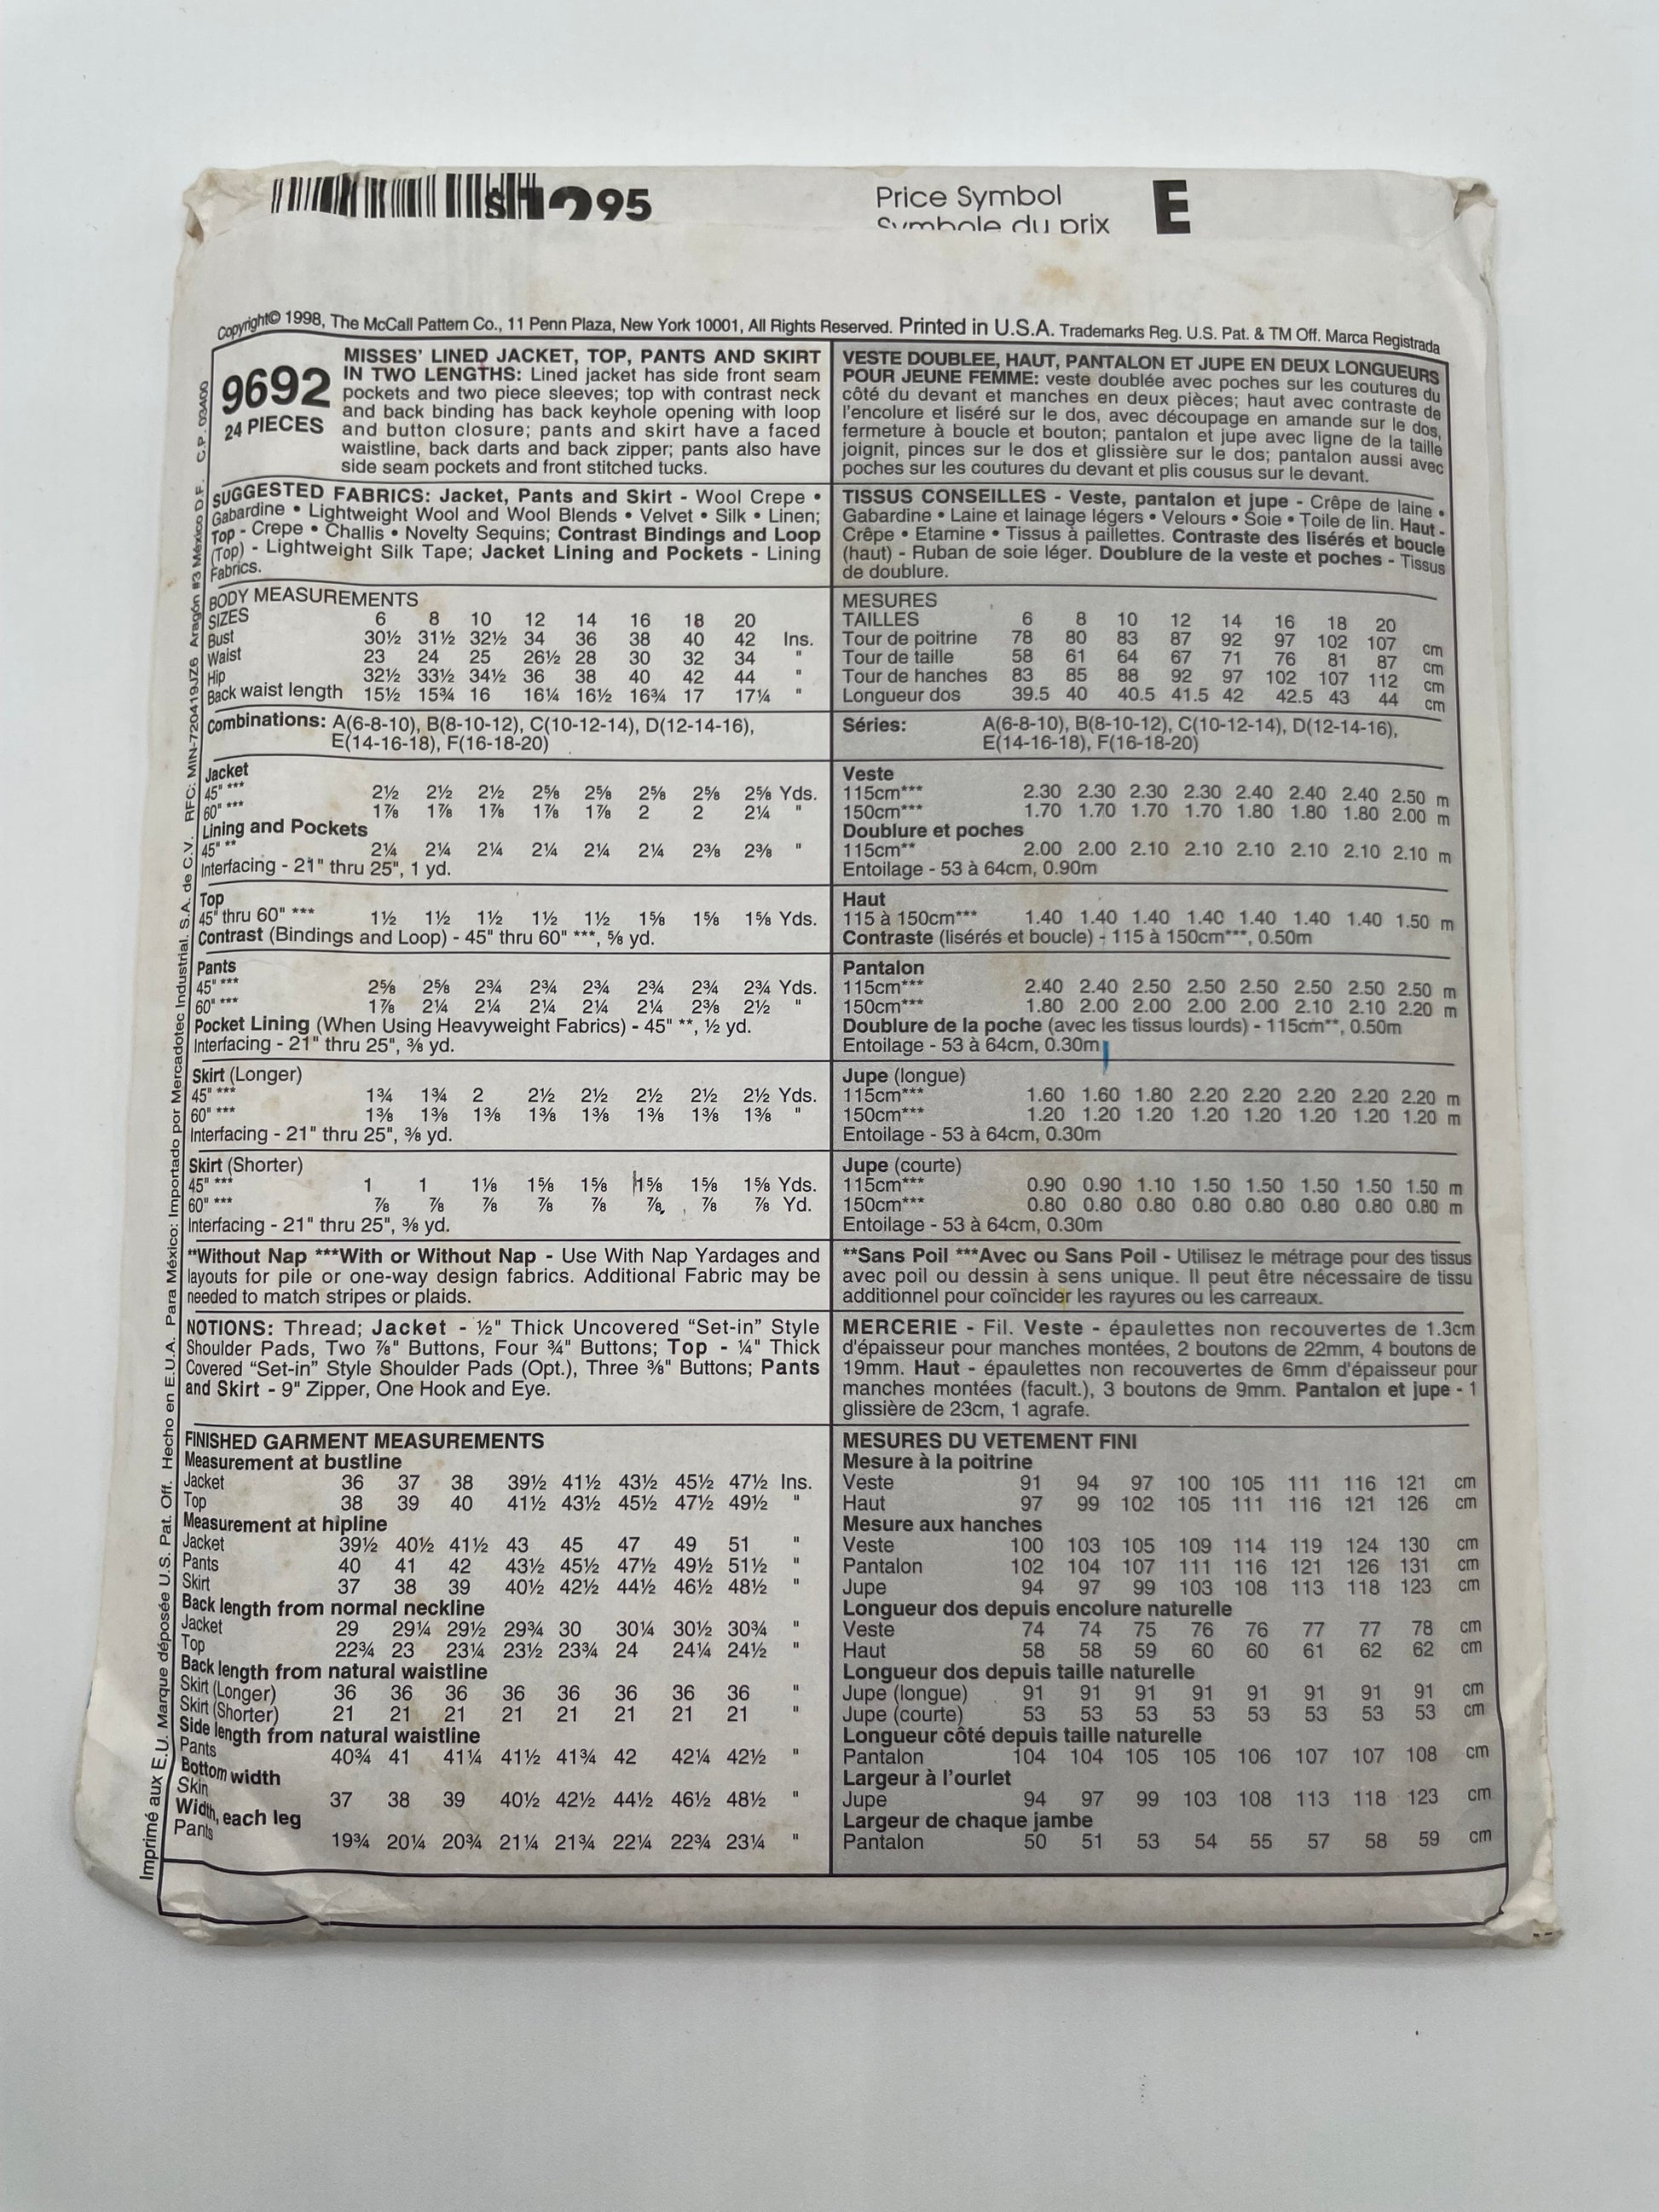 $12 95
Price Symbol E
Symbole du prix
Copyright© 1998, The McCall Pattern Co., 11 Penn Plaza, New York 10001, All Rights Reserved. Printed in U.S.A. Trademarks Reg. U.S. Pat. & TM Off. Marca Registrada
9692
24 PIECES
MISSES' LINED JACKET, TOP, PANTS AND SKIRT
IN TWO LENGTHS: Lined jacket has side front seam
pockets and two piece sleeves; top with contrast neck
and back binding has back keyhole opening with loop
and button closure; pants and skirt have a faced
waistline, back darts and back zipper; pants also have
side seam pockets and front stitched tucks.
SUGGESTED FABRICS: Jacket, Pants and Skirt - Wool Crepe •
Gabardine • Lightweight Wool and Wool Blends • Velvet • Silk • Linen;
Top - Crepe • Challis • Novelty Sequins; Contrast Bindings and Loop
(Top) - Lightweight Silk Tape; Jacket Lining and Pockets - Lining
Fabrics.
BODY MEASUREMENTS
SIZES 6 8 10 12 14 16 18 20
Bust 30½ 31½ 32½ 34 36 38 40 42 Ins.
Waist 23 24 25 26½ 28 30 32 34 "
Hip 32½ 33½ 34½ 36 38 40 42 44 "
Back waist length 15½ 15¾ 16 16¼ 16½ 16¾ 17 17¼ "
Combinations: A(6-8-10), B(8-10-12), C(10-12-14), D(12-14-16),
E(14-16-18), F(16-18-20)
Jacket
45" *** 2½ 2½ 2½ 2⅝ 2⅝ 2⅝ 2⅝ 2⅝ Yds.
60" *** 1⅞ 1⅞ 1⅞ 1⅞ 1⅞ 2 2 2¼ "
Lining and Pockets
45" ** 2¼ 2¼ 2¼ 2¼ 2¼ 2¼ 2⅜ 2⅜ "
Interfacing - 21" thru 25", 1 yd.
Top
45" thru 60" *** 1½ 1½ 1½ 1½ 1½ 1⅝ 1⅝ 1⅝ Yds.
Contrast (Bindings and Loop) - 45" thru 60" ***, ⅝ yd.
Pants
45" *** 2⅝ 2⅝ 2¾ 2¾ 2¾ 2¾ 2¾ 2¾ Yds.
60" *** 1⅞ 2¼ 2¼ 2¼ 2¼ 2¼ 2⅜ 2½ "
Pocket Lining (When Using Heavyweight Fabrics) - 45" **, ½ yd.
Interfacing - 21" thru 25", ⅜ yd.
Skirt (Longer)
45" *** 1¾ 1¾ 2 2½ 2½ 2½ 2½ 2½ Yds.
60" *** 1⅜ 1⅜ 1⅜ 1⅜ 1⅜ 1⅜ 1⅜ 1⅜ "
Interfacing - 21" thru 25", ⅜ yd.
Skirt (Shorter)
45" *** 1 1 1⅛ 1⅝ 1⅝ 1⅝ 1⅝ 1⅝ Yds.
60" *** ⅞ ⅞ ⅞ ⅞ ⅞ ⅞ ⅞ ⅞ Yd.
Interfacing - 21" thru 25", ⅜ yd.
**Without Nap ***With or Without Nap - Use With Nap Yardages and
layouts for pile or one-way design fabrics. Additional Fabric may be
needed to match stripes or plaids.
NOTIONS: Thread; Jacket - ½" Thick Uncovered “Set-in” Style
Shoulder Pads, Two ⅞" Buttons, Four ¾" Buttons; Top - ¼" Thick
Covered “Set-in” Style Shoulder Pads (Opt.), Three ⅜" Buttons; Pants
and Skirt - 9" Zipper, One Hook and Eye.
FINISHED GARMENT MEASUREMENTS
Measurement at bustline
Jacket 36 37 38 39½ 41½ 43½ 45½ 47½ Ins.
Top 38 39 40 41½ 43½ 45½ 47½ 49½ "
Measurement at hipline
Jacket 39½ 40½ 41½ 43 45 47 49 51 "
Pants 40 41 42 43½ 45½ 47½ 49½ 51½ "
Skirt 37 38 39 40½ 42½ 44½ 46½ 48½ "
Back length from normal neckline
Jacket 29 29¼ 29½ 29¾ 30 30¼ 30½ 30¾ "
Top 22¾ 23 23¼ 23½ 23¾ 24 24¼ 24½ "
Back length from natural waistline
Skirt (Longer) 36 36 36 36 36 36 36 36 "
Skirt (Shorter) 21 21 21 21 21 21 21 21 "
Side length from natural waistline
Pants 40¾ 41 41¼ 41½ 41¾ 42 42¼ 42½ "
Bottom width
Skirt 37 38 39 40½ 42½ 44½ 46½ 48½ "
Width, each leg
Pants 19¾ 20¼ 20¾ 21¼ 21¾ 22¼ 22¾ 23¼ "
VESTE DOUBLEE, HAUT, PANTALON ET JUPE EN DEUX LONGUEURS
POUR JEUNE FEMME: veste doublée avec poches sur les coutures du
côté du devant et manches en deux pièces; haut avec contraste de
l'encolure et liséré sur le dos, avec découpage en amande sur le dos,
fermeture à boucle et bouton; pantalon et jupe avec ligne de la taille
joignit, pinces sur le dos et glissière sur le dos; pantalon aussi avec
poches sur les coutures du devant et plis cousus sur le devant.
TISSUS CONSEILLES - Veste, pantalon et jupe - Crêpe de laine •
Gabardine • Laine et lainage légers • Velours • Soie • Toile de lin. Haut -
Crêpe • Etamine • Tissus à paillettes. Contraste des lisérés et boucle
(haut) - Ruban de soie léger. Doublure de la veste et poches - Tissus
de doublure.
MESURES
TAILLES 6 8 10 12 14 16 18 20
Tour de poitrine 78 80 83 87 92 97 102 107 cm
Tour de taille 58 61 64 67 71 76 81 87 cm
Tour de hanches 83 85 88 92 97 102 107 112 cm
Longueur dos 39.5 40 40.5 41.5 42 42.5 43 44 cm
Séries: A(6-8-10), B(8-10-12), C(10-12-14), D(12-14-16),
E(14-16-18), F(16-18-20)
Veste
115cm*** 2.30 2.30 2.30 2.30 2.40 2.40 2.40 2.50 m
150cm*** 1.70 1.70 1.70 1.70 1.80 1.80 1.80 2.00 m
Doublure et poches
115cm** 2.00 2.00 2.10 2.10 2.10 2.10 2.10 2.10 m
Entoilage - 53 à 64cm, 0.90m
Haut
115 à 150cm*** 1.40 1.40 1.40 1.40 1.40 1.40 1.40 1.50 m
Contraste (lisérés et boucle) - 115 à 150cm***, 0.50m
Pantalon
115cm*** 2.40 2.40 2.50 2.50 2.50 2.50 2.50 2.50 m
150cm*** 1.80 2.00 2.00 2.00 2.00 2.10 2.10 2.20 m
Doublure de la poche (avec les tissus lourds) - 115cm**, 0.50m
Entoilage - 53 à 64cm, 0.30m
Jupe (longue)
115cm*** 1.60 1.60 1.80 2.20 2.20 2.20 2.20 2.20 m
150cm*** 1.20 1.20 1.20 1.20 1.20 1.20 1.20 1.20 m
Entoilage - 53 à 64cm, 0.30m
Jupe (courte)
115cm*** 0.90 0.90 1.10 1.50 1.50 1.50 1.50 1.50 m
150cm*** 0.80 0.80 0.80 0.80 0.80 0.80 0.80 0.80 m
Entoilage - 53 à 64cm, 0.30m
**Sans Poil ***Avec ou Sans Poil - Utilisez le métrage pour des tissus
avec poil ou dessin à sens unique. Il peut être nécessaire de tissu
additionnel pour coïncider les rayures ou les carreaux.
MERCERIE - Fil. Veste - épaulettes non recouvertes de 1.3cm
d'épaisseur pour manches montées, 2 boutons de 22mm, 4 boutons de
19mm. Haut - épaulettes non recouvertes de 6mm d'épaisseur pour
manches montées (facult.), 3 boutons de 9mm. Pantalon et jupe - 1
glissière de 23cm, 1 agrafe.
MESURES DU VETEMENT FINI
Mesure à la poitrine
Veste 91 94 97 100 105 111 116 121 cm
Haut 97 99 102 105 111 116 121 126 cm
Mesure aux hanches
Veste 100 103 105 109 114 119 124 130 cm
Pantalon 102 104 107 111 116 121 126 131 cm
Jupe 94 97 99 103 108 113 118 123 cm
Longueur dos depuis encolure naturelle
Veste 74 74 75 76 76 77 77 78 cm
Haut 58 58 59 60 60 61 62 62 cm
Longueur dos depuis taille naturelle
Jupe (longue) 91 91 91 91 91 91 91 91 cm
Jupe (courte) 53 53 53 53 53 53 53 53 cm
Longueur côté depuis taille naturelle
Pantalon 104 104 105 105 106 107 107 108 cm
Largeur à l'ourlet
Jupe 94 97 99 103 108 113 118 123 cm
Largeur de chaque jambe
Pantalon 50 51 53 54 55 57 58 59 cm
Imprimé aux E.U. Marque déposée U.S. Pat. Off. Hecho en E.U.A. Para México: Importado por Mercadotec Industrial. S.A. de C.V. RFC: MIN-720419JZ6 Aragón #3 México D.F. C.P. 03400